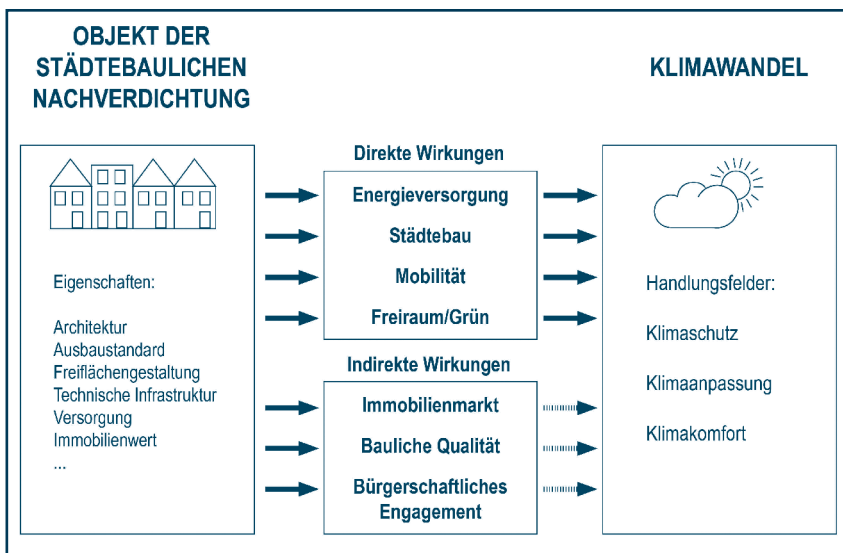 OBJEKT DER
STÄDTEBAULICHEN
NACHVERDICHTUNG
Eigenschaften:
Architektur
Ausbaustandard
Freiflächengestaltung
Technische Infrastruktur
Versorgung
Immobilienwert
...
Direkte Wirkungen
Energieversorgung
Städtebau
Mobilität
Freiraum/Grün
Indirekte Wirkungen
Immobilienmarkt
Bauliche Qualität
Bürgerschaftliches
Engagement
KLIMAWANDEL
Handlungsfelder:
Klimaschutz
Klimaanpassung
Klimakomfort